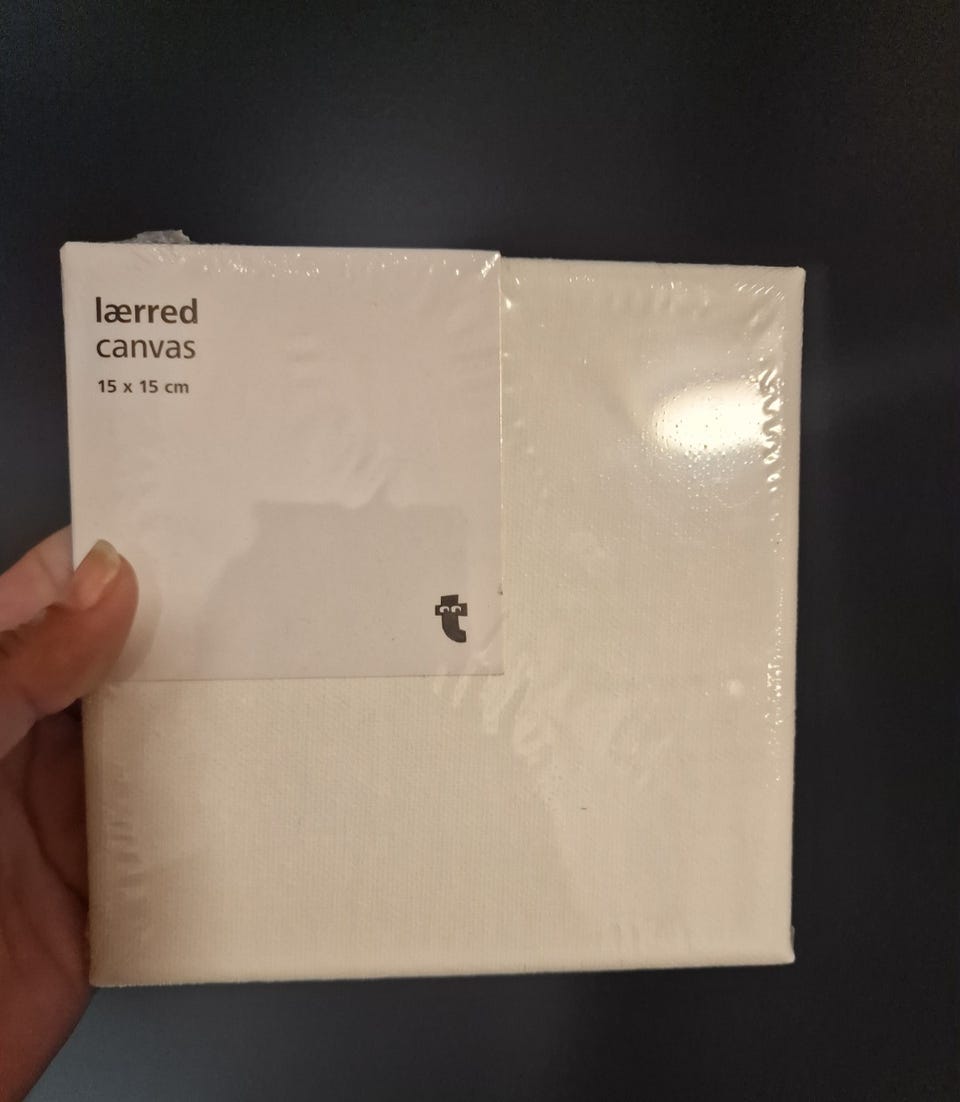 lærred
canvas
15 x 15 cm
t